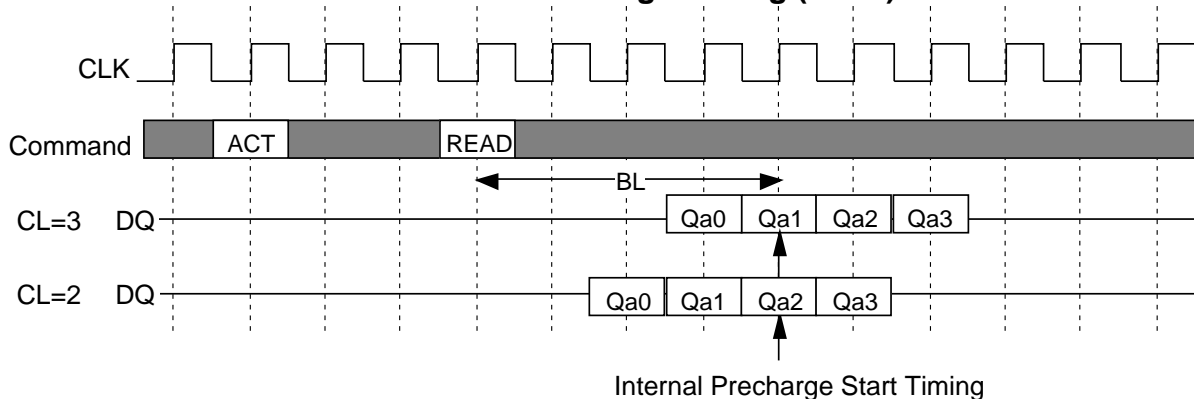 CLK
Command ACT READ
BL
CL=3 DQ Qa0 Qa1 Qa2 Qa3
CL=2 DQ Qa0 Qa1 Qa2 Qa3
Internal Precharge Start Timing